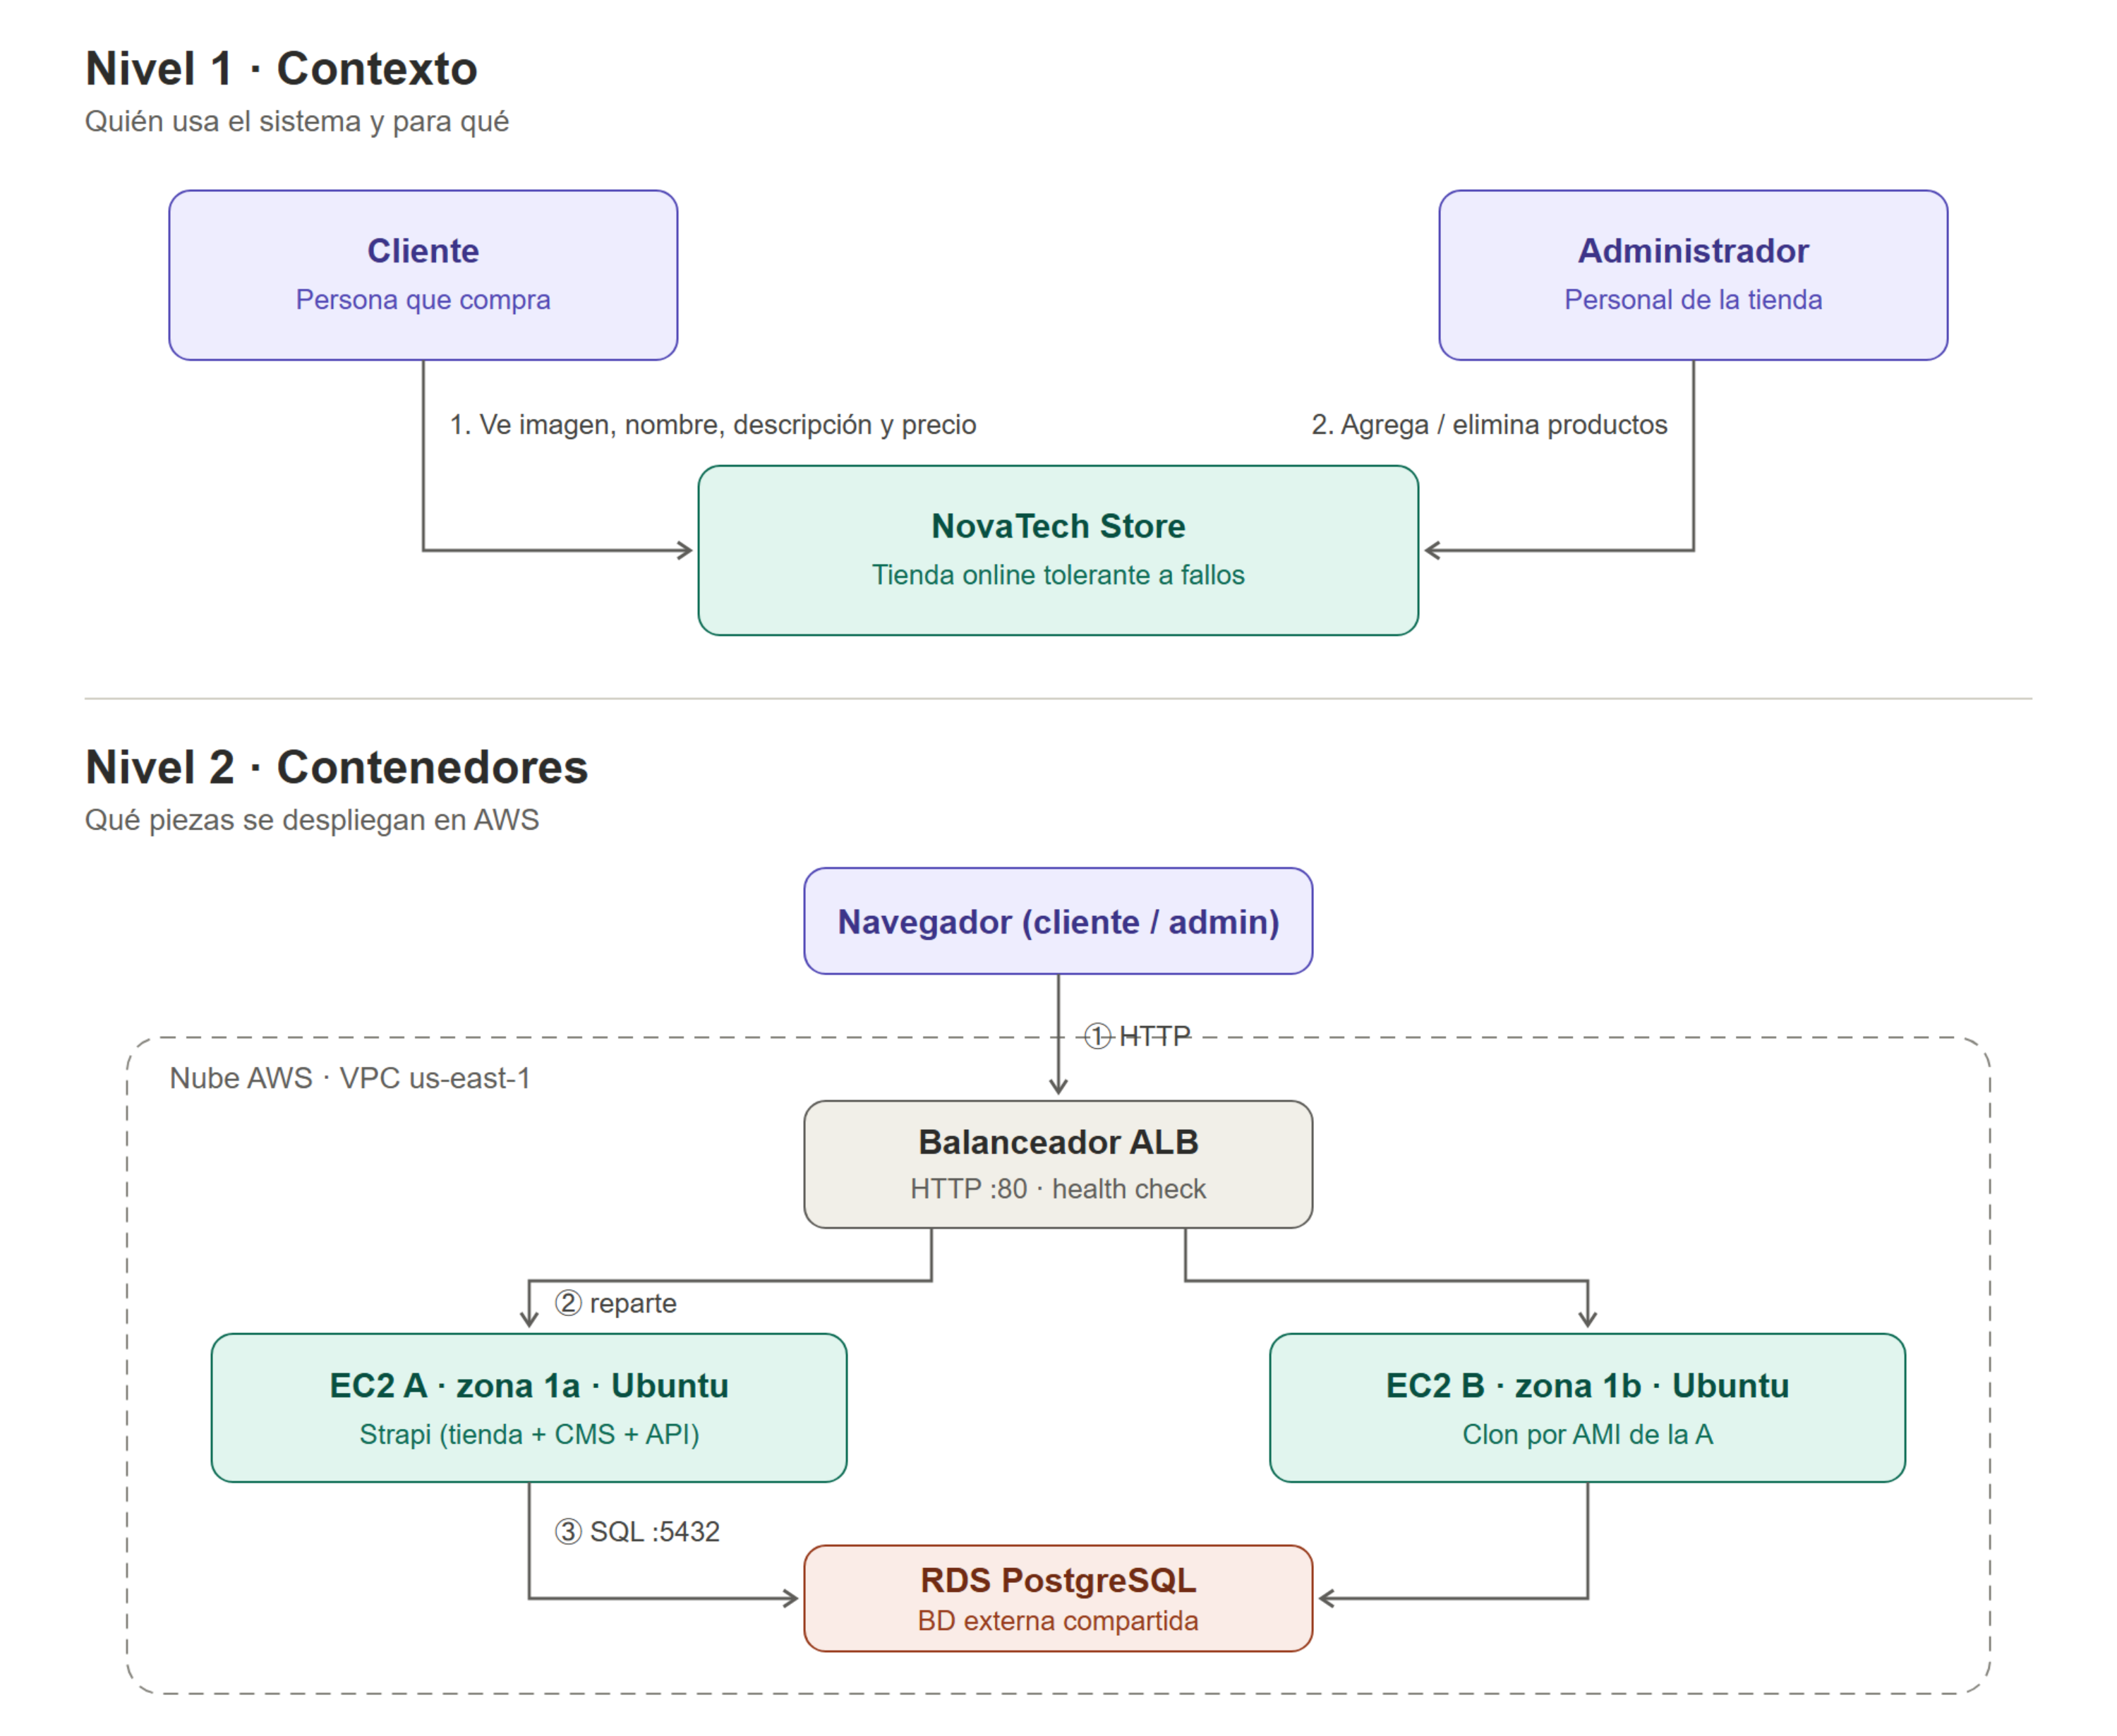 Nivel 1 · Contexto
Quién usa el sistema y para qué
Cliente
Persona que compra
Administrador
Personal de la tienda
1. Ve imagen, nombre, descripción y precio
2. Agrega / elimina productos
NovaTech Store
Tienda online tolerante a fallos
Nivel 2 · Contenedores
Qué piezas se despliegan en AWS
Navegador (cliente / admin)
① HTTP
Nube AWS · VPC us-east-1
Balanceador ALB
HTTP :80 · health check
② reparte
EC2 A · zona 1a · Ubuntu
Strapi (tienda + CMS + API)
EC2 B · zona 1b · Ubuntu
Clon por AMI de la A
③ SQL :5432
RDS PostgreSQL
BD externa compartida